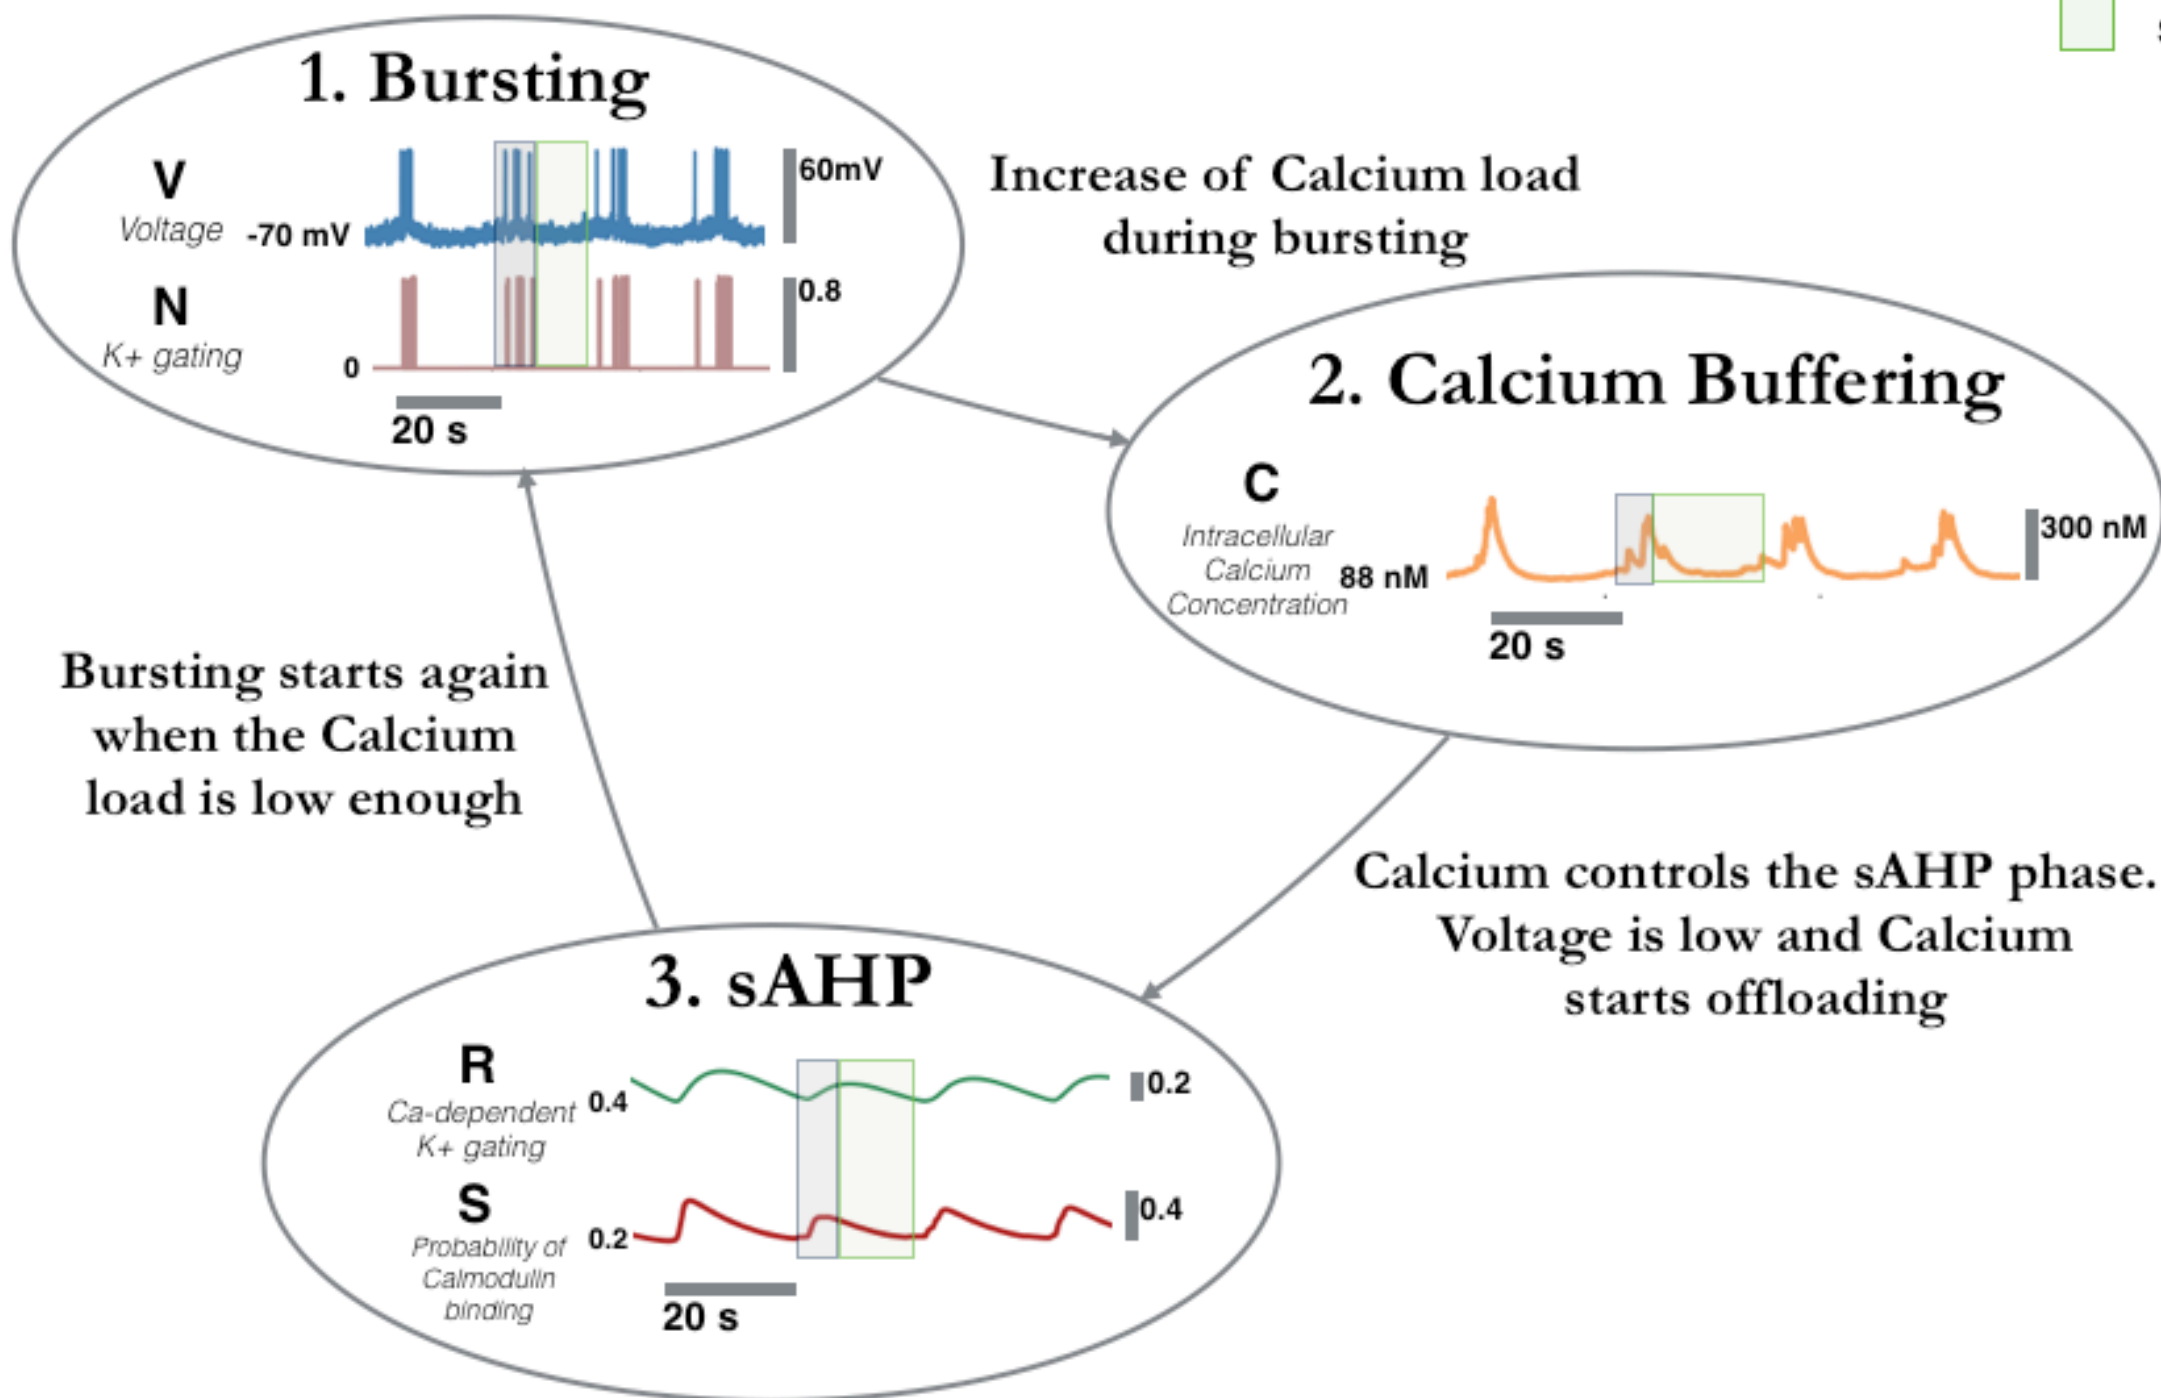 1. Bursting
V
Voltage
-70 mV
60mV
N
K+ gating
0
0.8
20 s
Increase of Calcium load
during bursting
2. Calcium Buffering
C
Intracellular
Calcium
Concentration
88 nM
300 nM
20 s
Bursting starts again
when the Calcium
load is low enough
Calcium controls the sAHP phase.
Voltage is low and Calcium
starts offloading
3. sAHP
R
Ca-dependent
K+ gating
0.4
0.2
S
Probability of
Calmodulin
binding
0.2
0.4
20 s